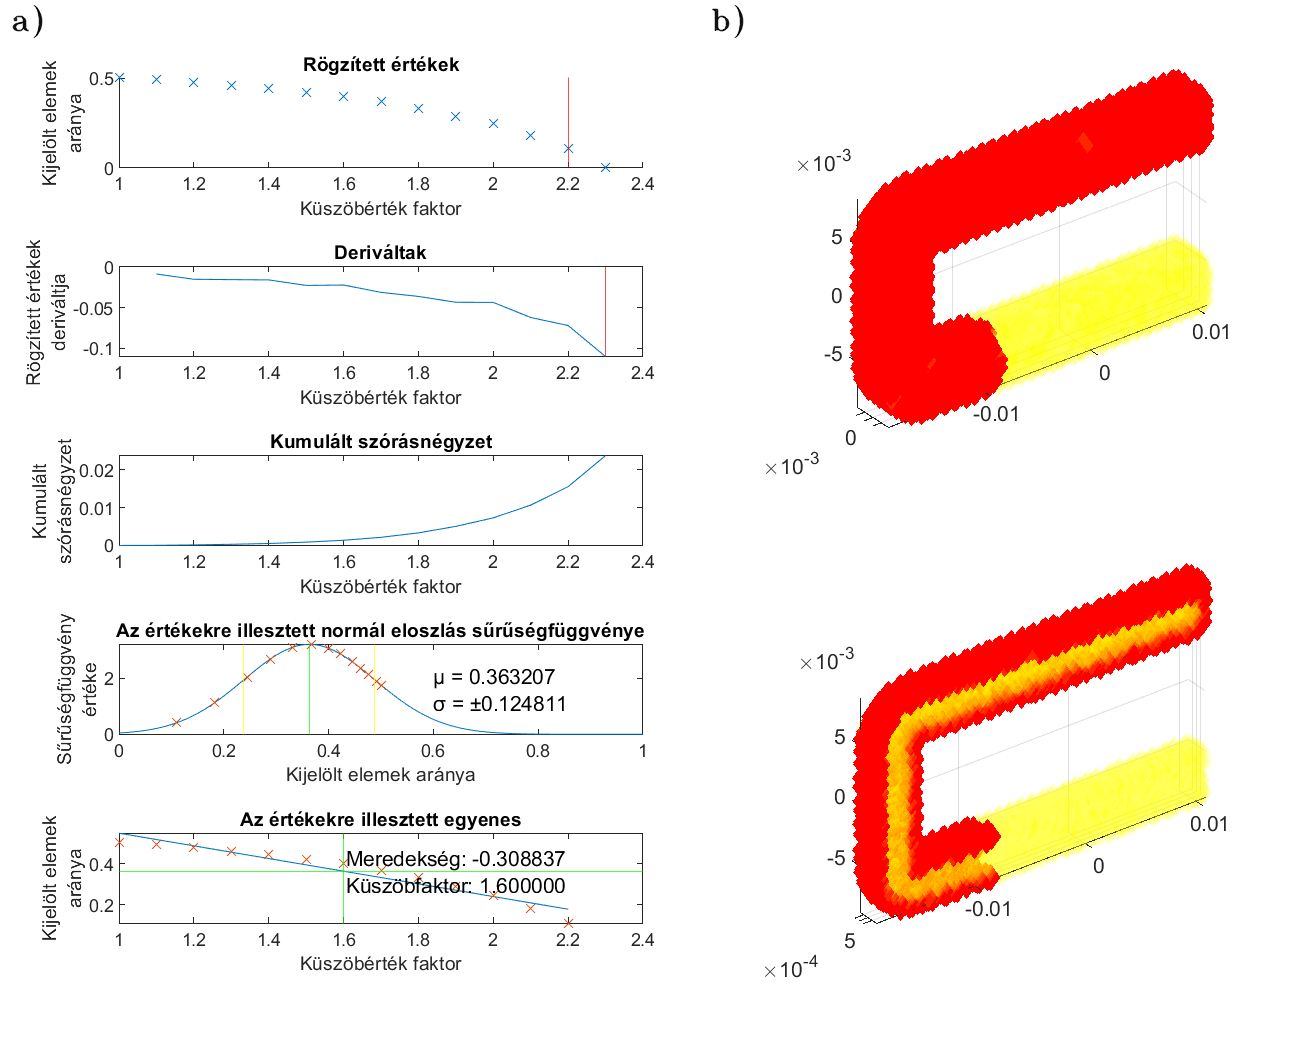 a)
Rögzített értékek
Kijelölt elemek
aránya
0.5
0
1 1.2 1.4 1.6 1.8 2 2.2 2.4
Küszöbérték faktor
Deriváltak
Rögzített értékek
deriváltja
0
-0.05
-0.1
1 1.2 1.4 1.6 1.8 2 2.2 2.4
Küszöbérték faktor
Kumulált szórásnégyzet
Kumulált
szórásnégyzet
0.02
0.01
0
1 1.2 1.4 1.6 1.8 2 2.2 2.4
Küszöbérték faktor
Az értékekre illesztett normál eloszlás sűrűségfüggvénye
Sűrűségfüggvény
értéke
2
0
μ = 0.363207
σ = ±0.124811
0 0.2 0.4 0.6 0.8 1
Kijelölt elemek aránya
Az értékekre illesztett egyenes
Kijelölt elemek
aránya
0.4
0.2
Meredekség: -0.308837
Küszöbfaktor: 1.600000
1 1.2 1.4 1.6 1.8 2 2.2 2.4
Küszöbérték faktor
b)
×10-3
5
0
-5
0.01
0
-0.01
0
×10-3
×10-3
5
0
-5
0.01
0
-0.01
5
×10-4